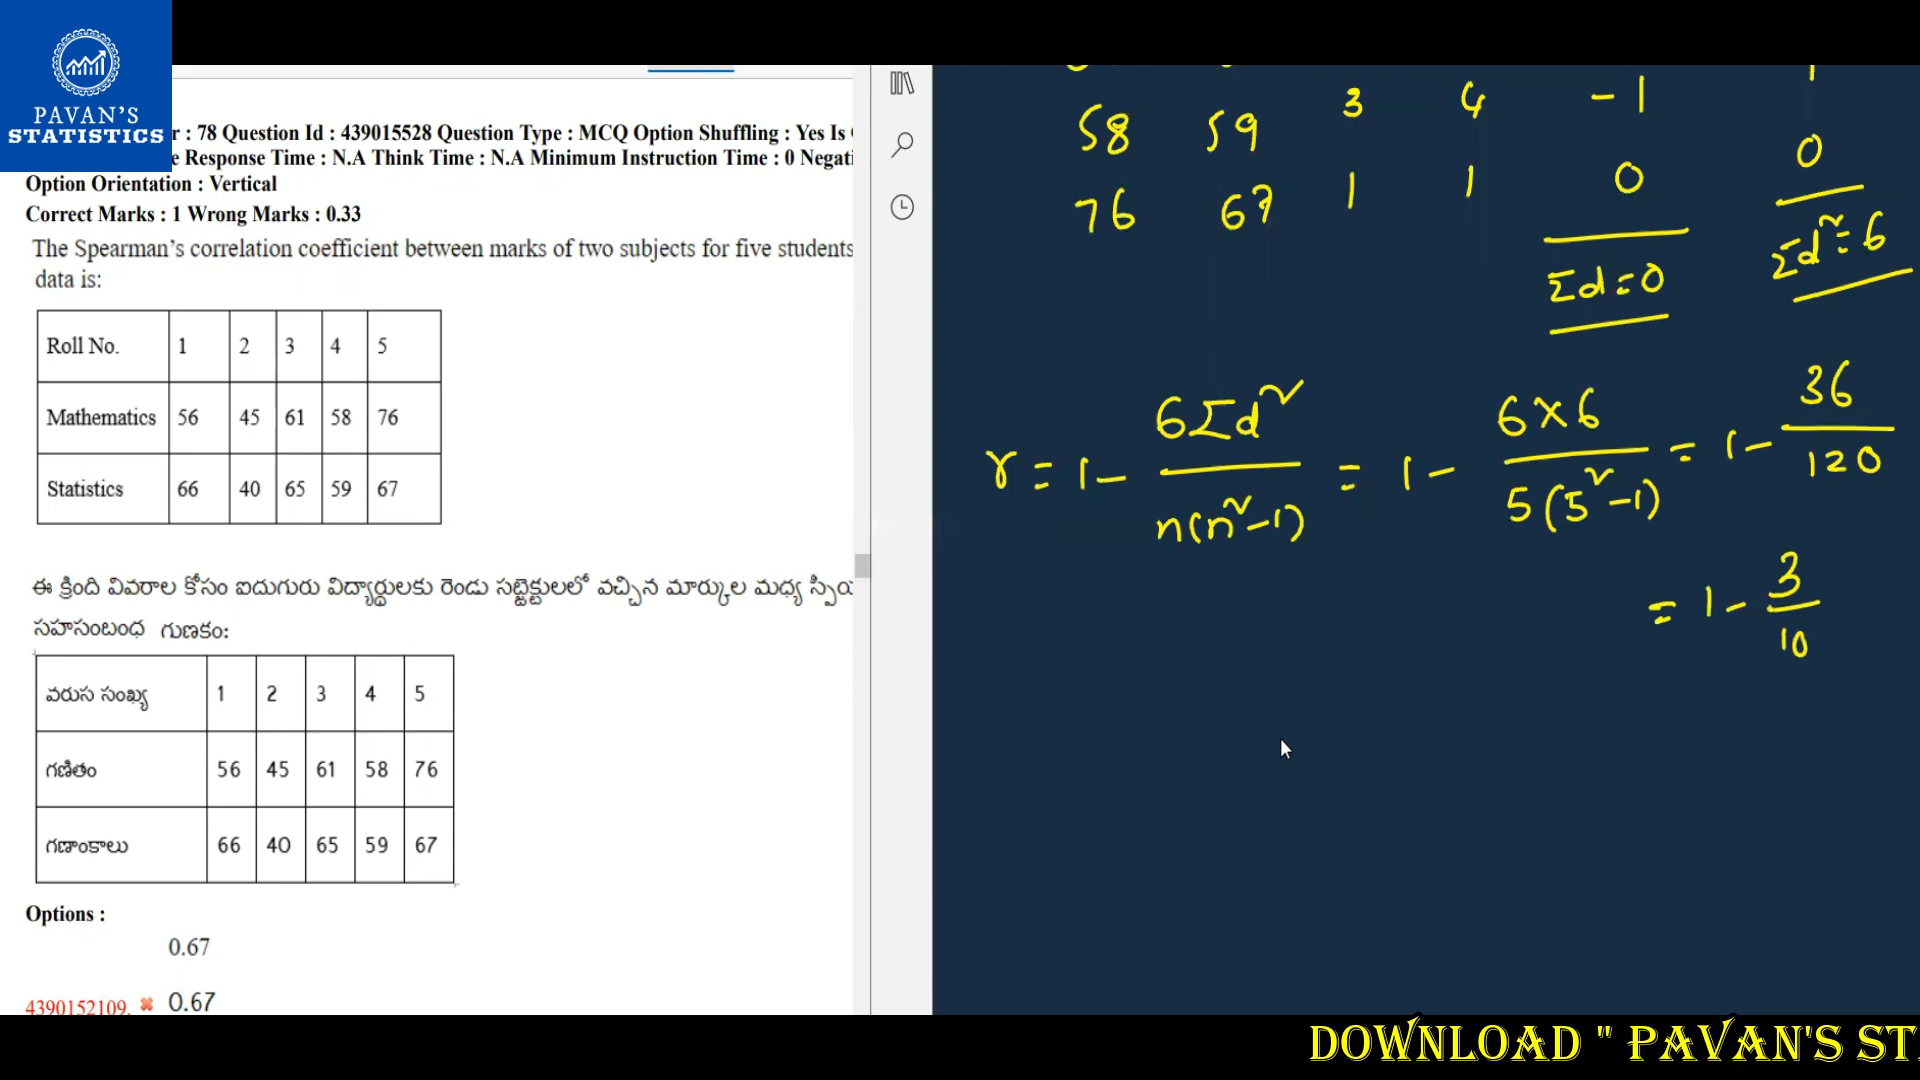 PAVAN'S
STATISTICS
r : 78 Question Id : 439015528 Question Type : MCQ Option Shuffling : Yes Is
e Response Time : N.A Think Time : N.A Minimum Instruction Time : 0 Negati
Option Orientation : Vertical
Correct Marks : 1 Wrong Marks : 0.33
The Spearman's correlation coefficient between marks of two subjects for five students
data is:
Roll No. 1 2 3 4 5
Mathematics 56 45 61 58 76
Statistics 66 40 65 59 67
ఈ క్రింది వివరాల కోసం ఐదుగురు విద్యార్థులకు రెండు సబ్జెక్టులలో వచ్చిన మార్కుల మధ్య స్పియ
సహసంబంధ గుణకం:
వరుస సంఖ్య 1 2 3 4 5
గణితం 56 45 61 58 76
గణాంకాలు 66 40 65 59 67
Options :
0.67
4390152109. ✖ 0.67
58 59 3 4 -1 1
76 67 1 1 0 0
Σd=0 Σd²=6
r = 1 - 6Σd² / n(n²-1) = 1 - 6×6 / 5(5²-1) = 1 - 36 / 120
= 1 - 3 / 10
DOWNLOAD " PAVAN'S ST